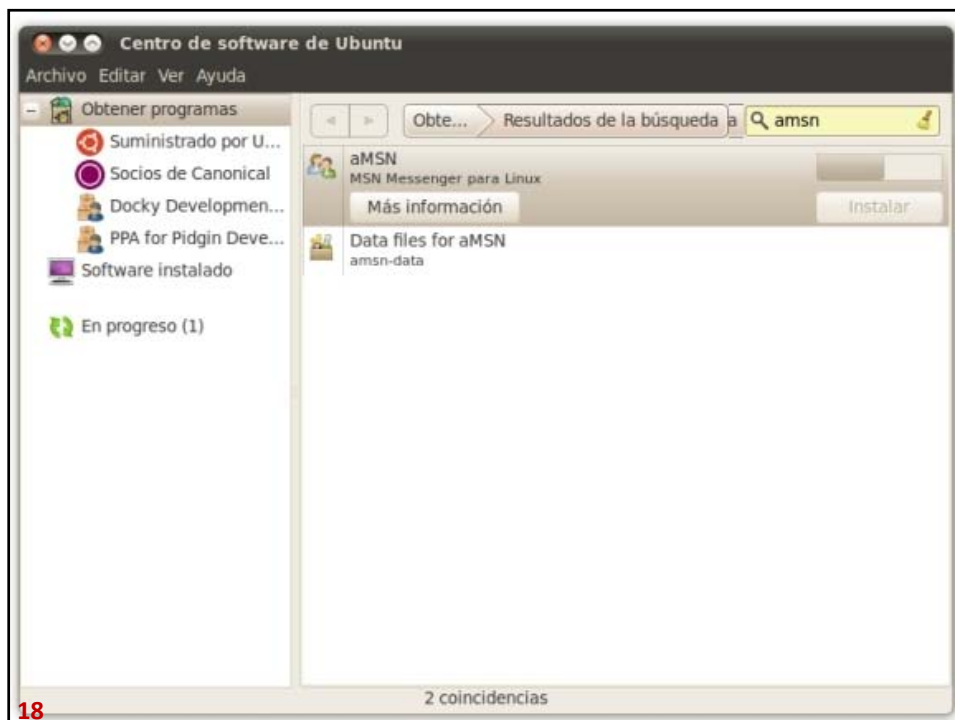 Centro de software de Ubuntu
Archivo Editar Ver Ayuda
Obtener programas
Suministrado por U...
Socios de Canonical
Docky Developmen...
PPA for Pidgin Deve...
Software instalado
En progreso (1)
Obte... Resultados de la búsqueda a amsn
aMSN
MSN Messenger para Linux
Más información Instalar
Data files for aMSN
amsn-data
2 coincidencias
18